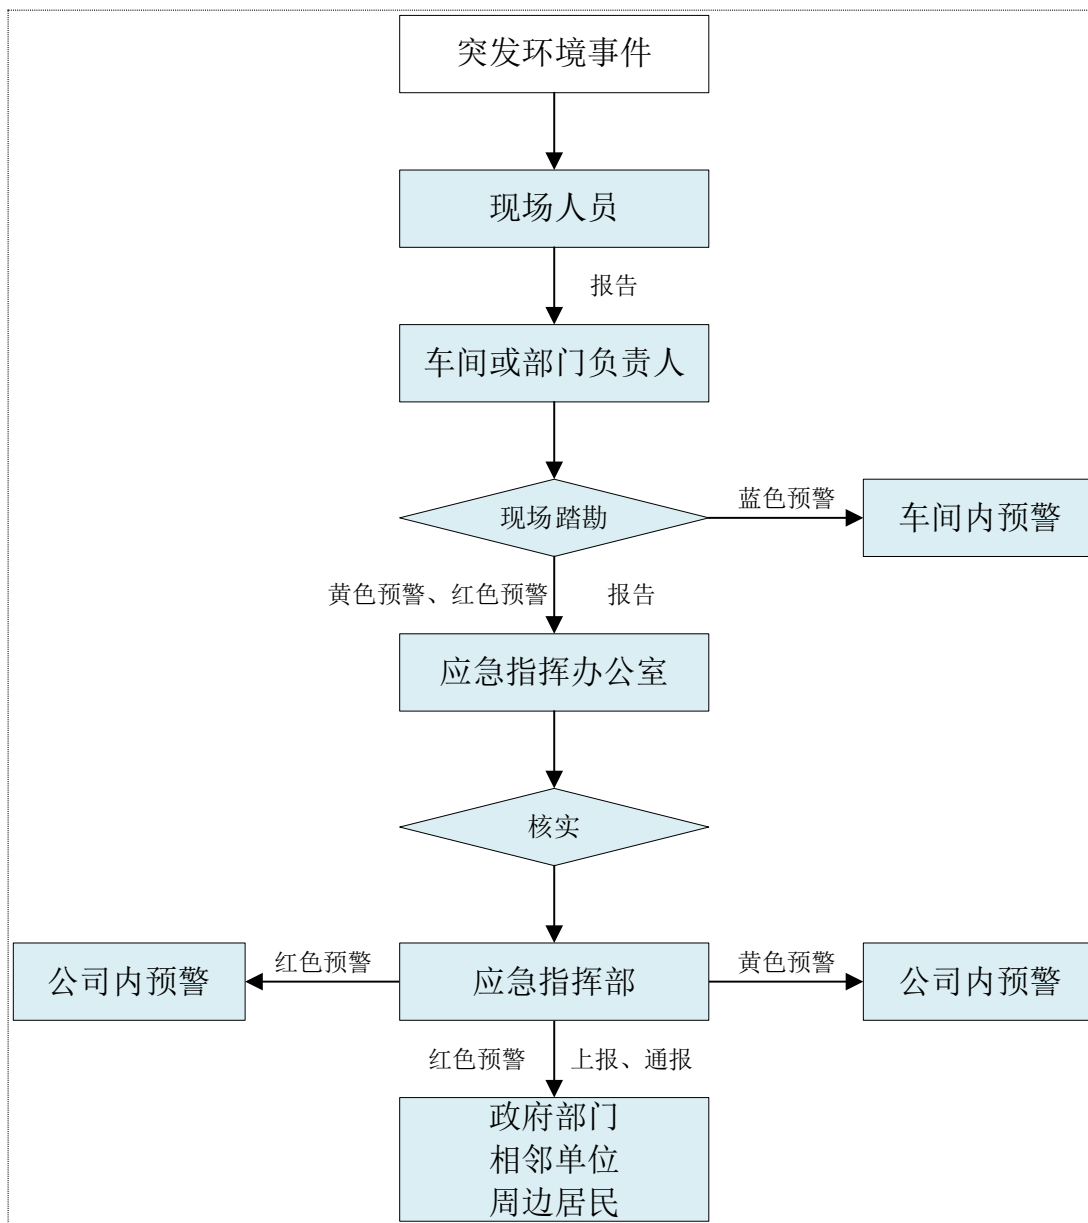 突发环境事件
现场人员
报告
车间或部门负责人
现场踏勘
蓝色预警
车间内预警
黄色预警、红色预警
报告
应急指挥办公室
核实
公司内预警
红色预警
应急指挥部
黄色预警
公司内预警
红色预警
上报、通报
政府部门
相邻单位
周边居民